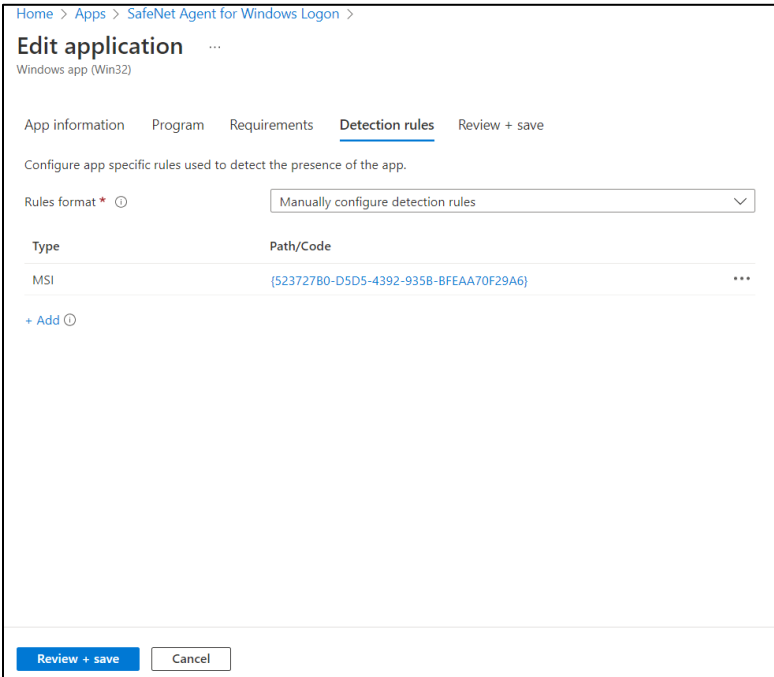 Home > Apps > SafeNet Agent for Windows Logon >
Edit application ...
Windows app (Win32)
App information Program Requirements Detection rules Review + save
Configure app specific rules used to detect the presence of the app.
Rules format * Manually configure detection rules
Type Path/Code
MSI {523727B0-D5D5-4392-935B-BFEAA70F29A6} ...
+ Add
Review + save Cancel